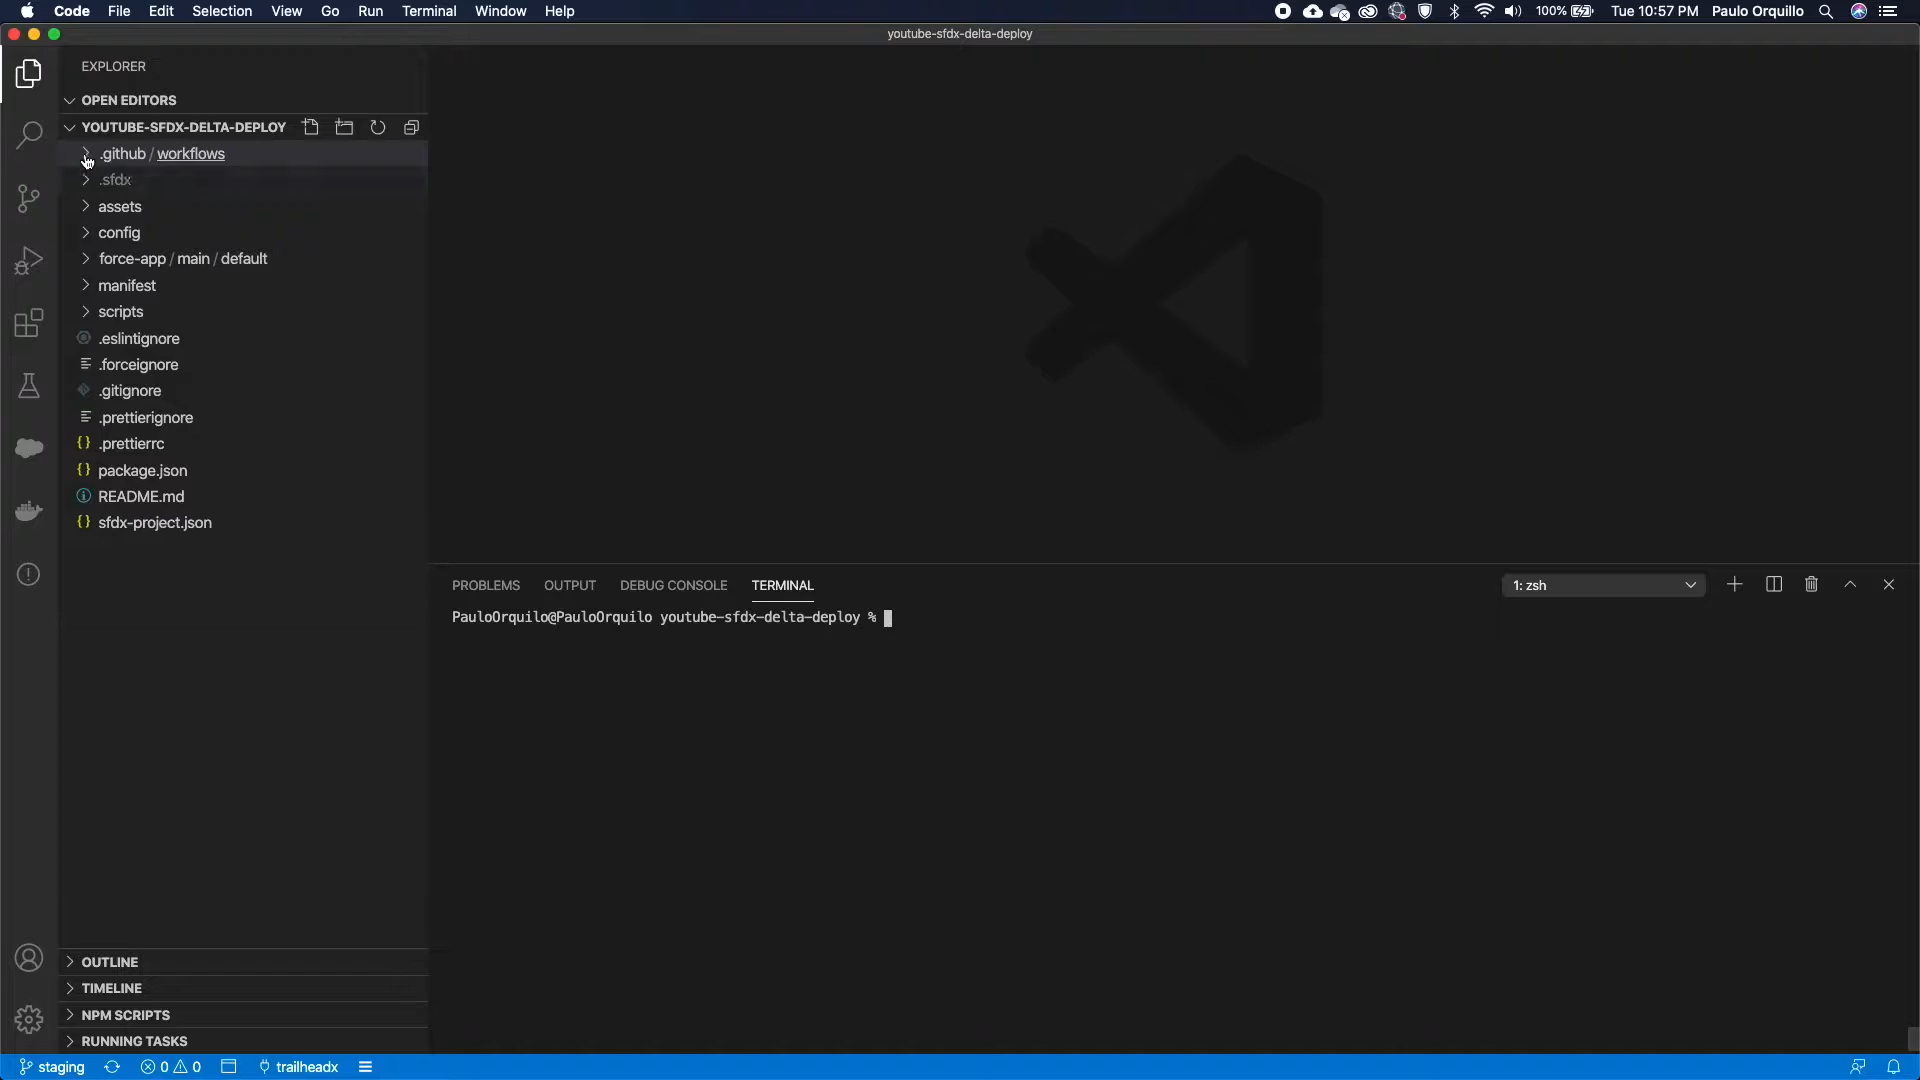 Code File Edit Selection View Go Run Terminal Window Help 100% Tue 10:57 PM Paulo Orquillo
youtube-sfdx-delta-deploy
EXPLORER
OPEN EDITORS
YOUTUBE-SFDX-DELTA-DEPLOY
.github / workflows
.sfdx
assets
config
force-app / main / default
manifest
scripts
.eslintignore
.forceignore
.gitignore
.prettierignore
{} .prettierrc
{} package.json
README.md
{} sfdx-project.json
PROBLEMS OUTPUT DEBUG CONSOLE TERMINAL 1: zsh
PauloOrquilo@PauloOrquilo youtube-sfdx-delta-deploy %
OUTLINE
TIMELINE
NPM SCRIPTS
RUNNING TASKS
staging 0 0 trailheadx